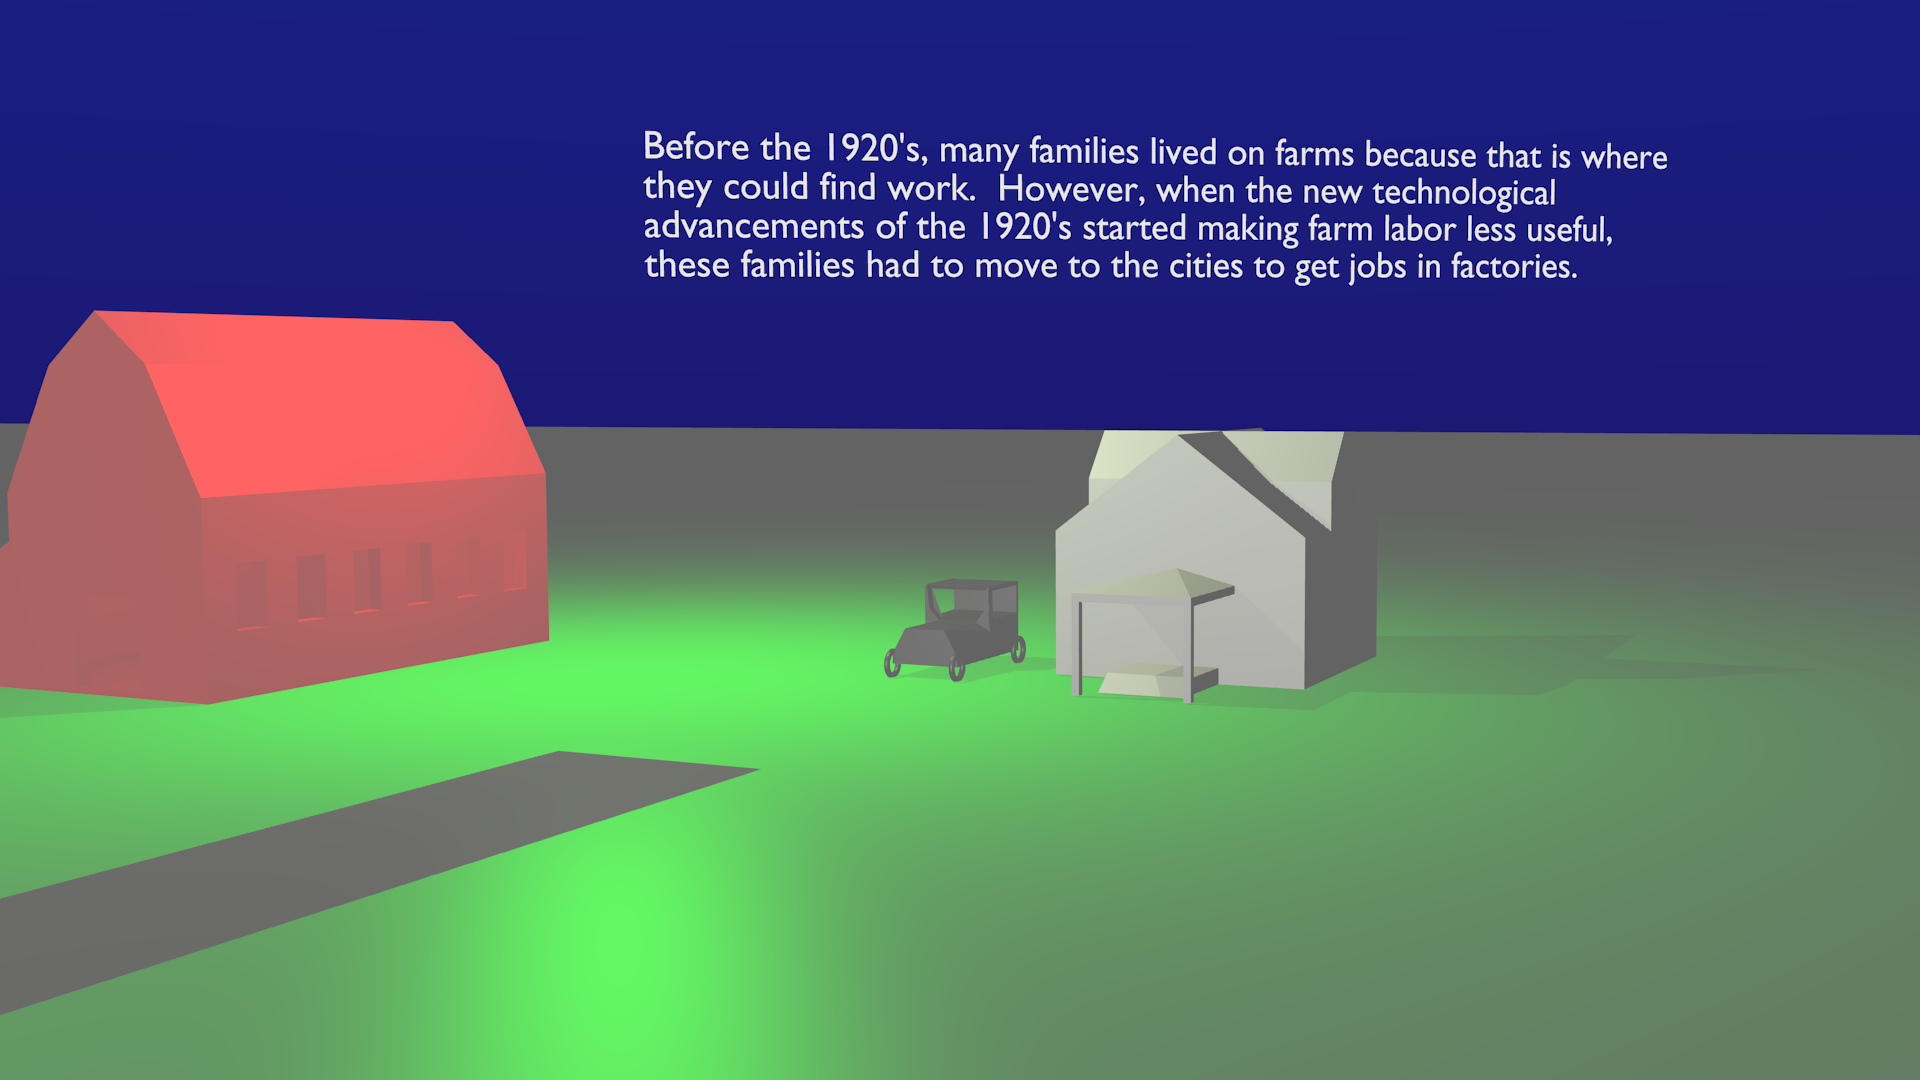 Before the 1920's, many families lived on farms because that is where
they could find work.  However, when the new technological
advancements of the 1920's started making farm labor less useful,
these families had to move to the cities to get jobs in factories.